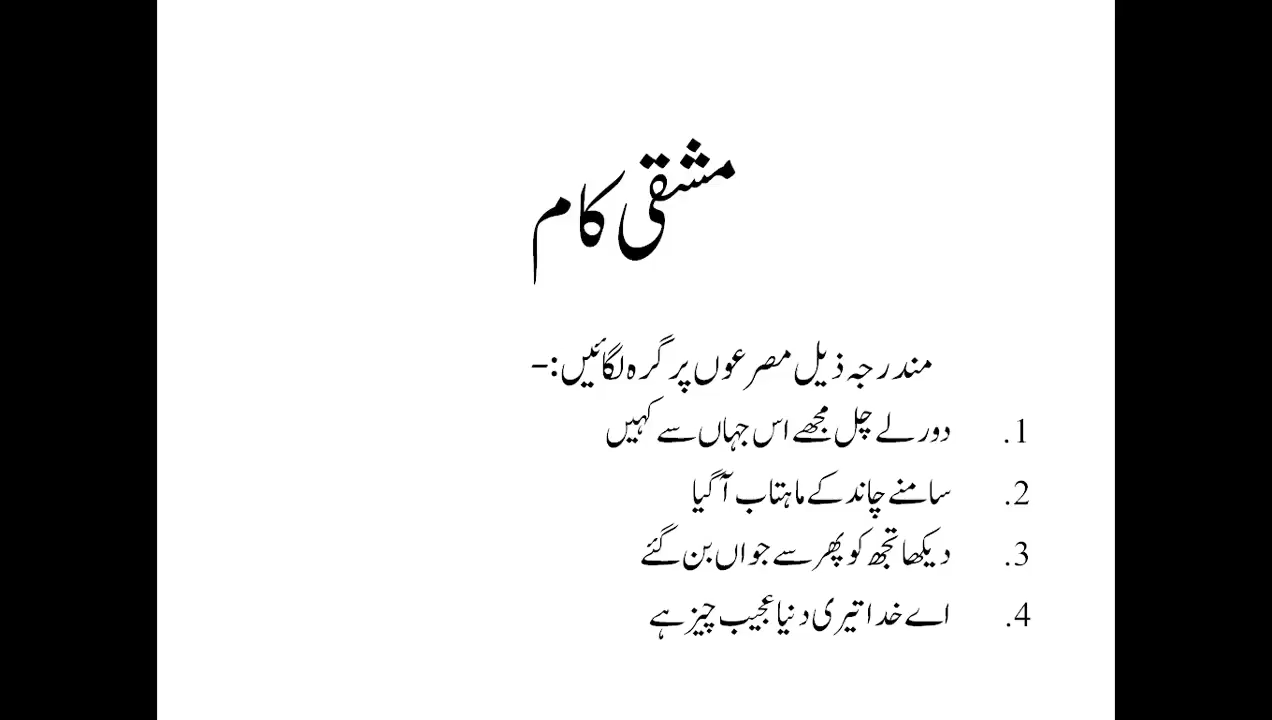 مشقی کام
مندرجہ ذیل مصرعوں پر گرہ لگائیں:-
1. دور لے چل مجھے اس جہاں سے کہیں
2. سامنے چاند کے ماہتاب آ گیا
3. دیکھا تجھ کو پھر سے جواں بن گئے
4. اے خدا تیری دنیا عجیب چیز ہے